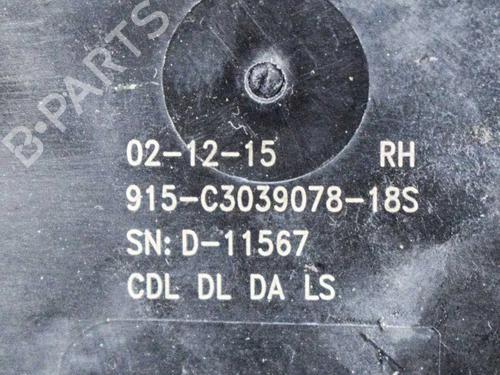 B-PARTS
02-12-15 RH
915-C3039078-18S
SN: D-11567
CDL DL DA LS